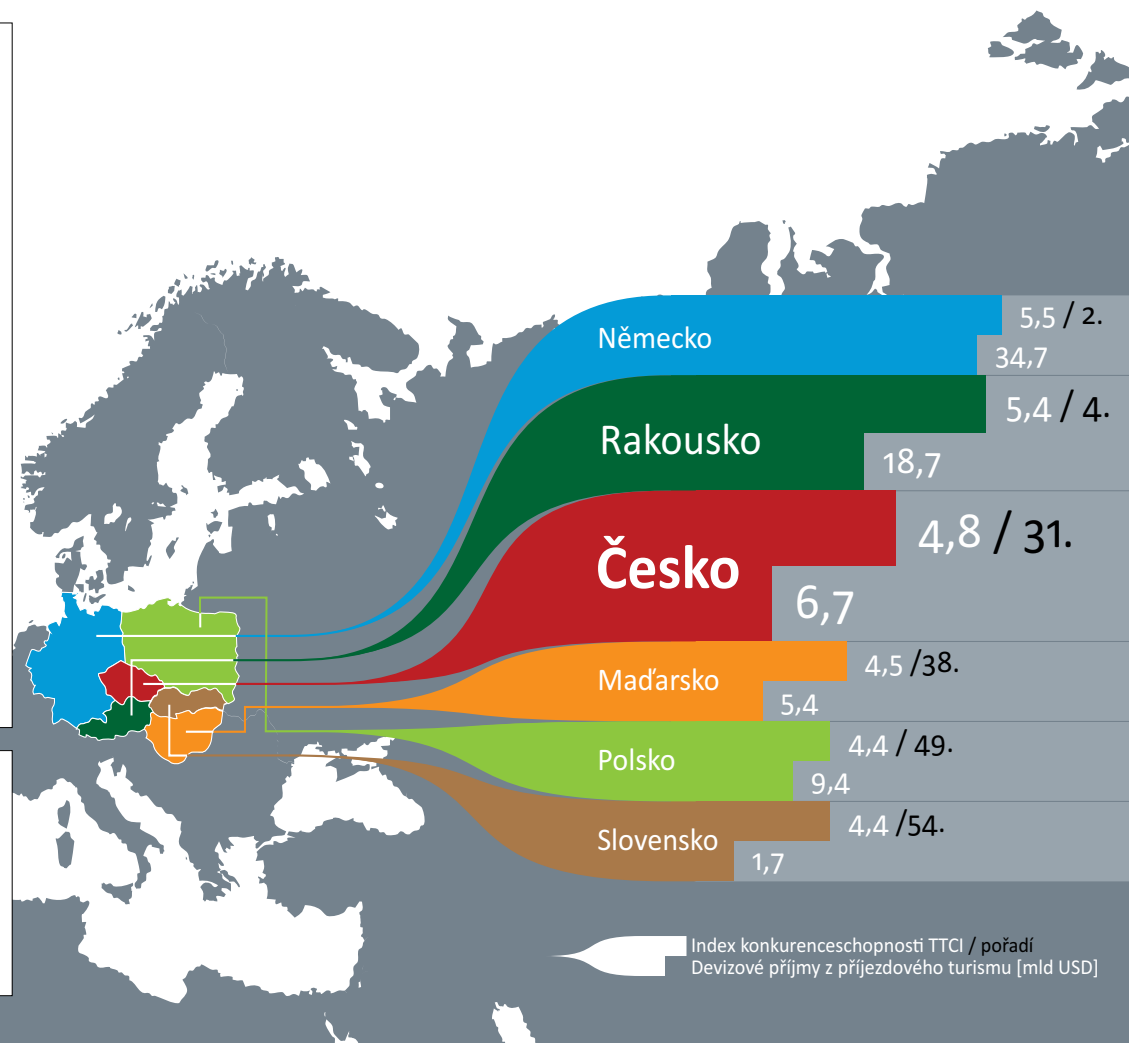 Německo
5,5 / 2.
34,7
Rakousko
5,4 / 4.
18,7
Česko
4,8 / 31.
6,7
Maďarsko
4,5 /38.
5,4
Polsko
4,4 / 49.
9,4
Slovensko
4,4 /54.
1,7
Index konkurenceschopnosti TTCI / pořadí
Devizové příjmy z příjezdového turismu [mld USD]